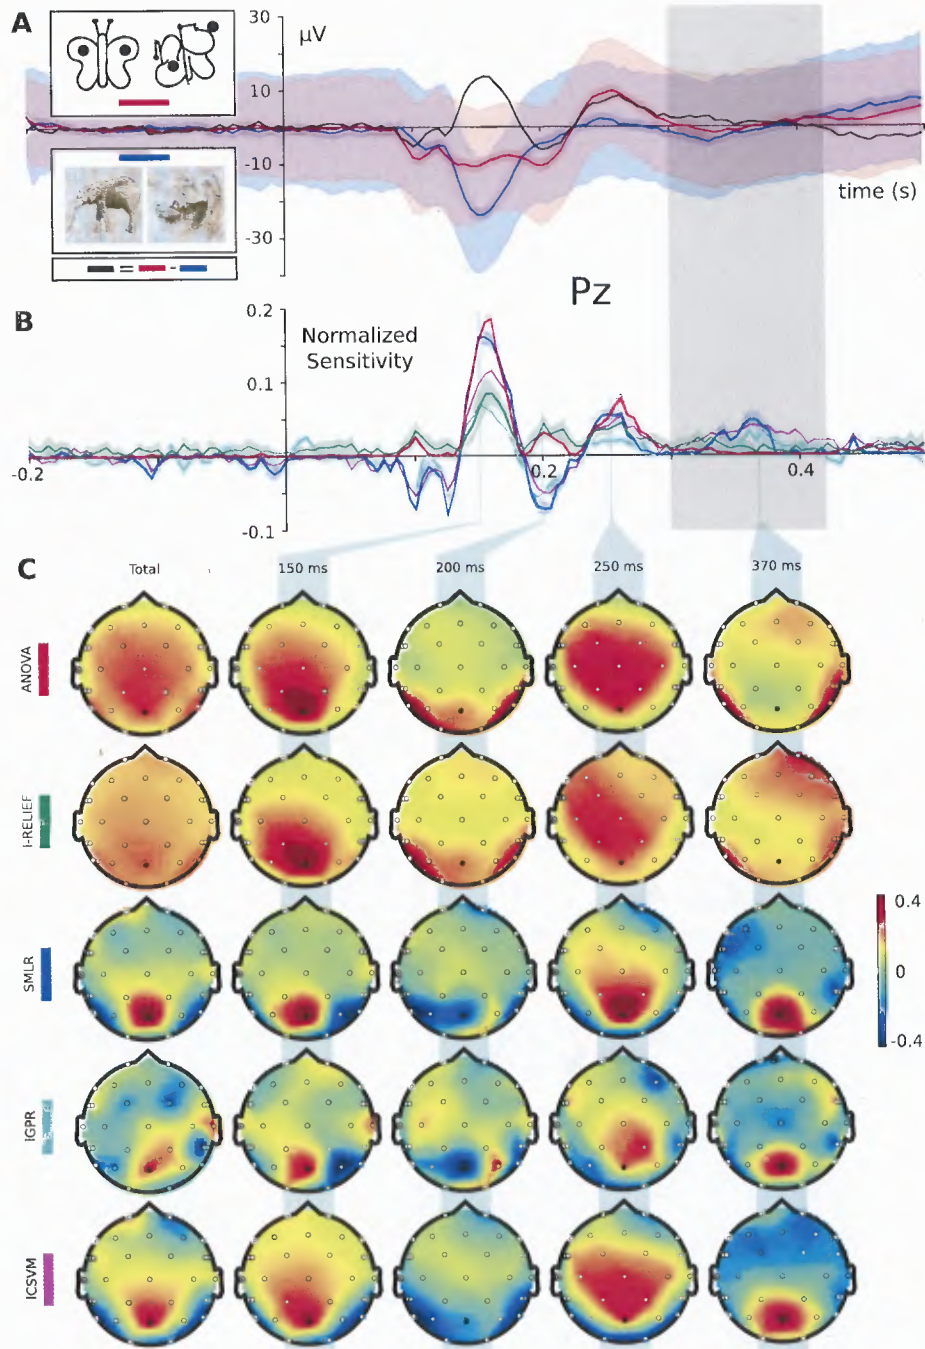 A
μV
30
10
-10
-30
time (s)
Pz
B
0.2
0.1
-0.1
Normalized
Sensitivity
-0.2
0.2
0.4
C
Total
150 ms
200 ms
250 ms
370 ms
ANOVA
I-RELIEF
SMLR
IGPR
ICSVM
0.4
0
-0.4